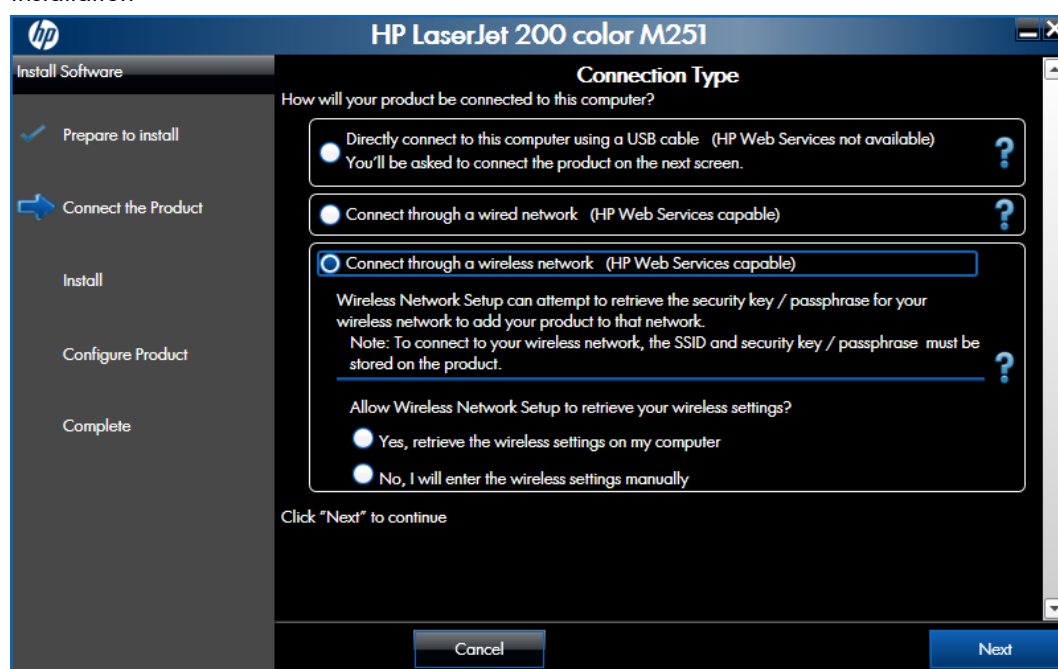 hp
HP LaserJet 200 color M251
Install Software
Prepare to install
Connect the Product
Install
Configure Product
Complete
Connection Type
How will your product be connected to this computer?
Directly connect to this computer using a USB cable (HP Web Services not available)
You'll be asked to connect the product on the next screen.
?
Connect through a wired network (HP Web Services capable)
?
Connect through a wireless network (HP Web Services capable)
Wireless Network Setup can attempt to retrieve the security key / passphrase for your
wireless network to add your product to that network.
Note: To connect to your wireless network, the SSID and security key / passphrase must be
stored on the product.
?
Allow Wireless Network Setup to retrieve your wireless settings?
Yes, retrieve the wireless settings on my computer
No, I will enter the wireless settings manually
Click "Next" to continue
Cancel
Next